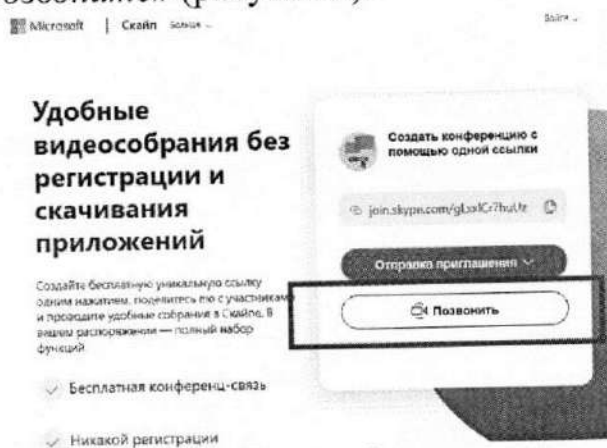 Microsoft | Скайп Больше
Войти
Удобные
видеособрания без
регистрации и
скачивания
приложений
Создайте бесплатную уникальную ссылку
одним нажатием, поделитесь ею с участниками
и проводите удобные собрания в Скайпе. В
вашем распоряжении — полный набор
функций
Бесплатная конференц-связь
Никакой регистрации
Создать конференцию с
помощью одной ссылки
Отправка приглашения
Позвонить